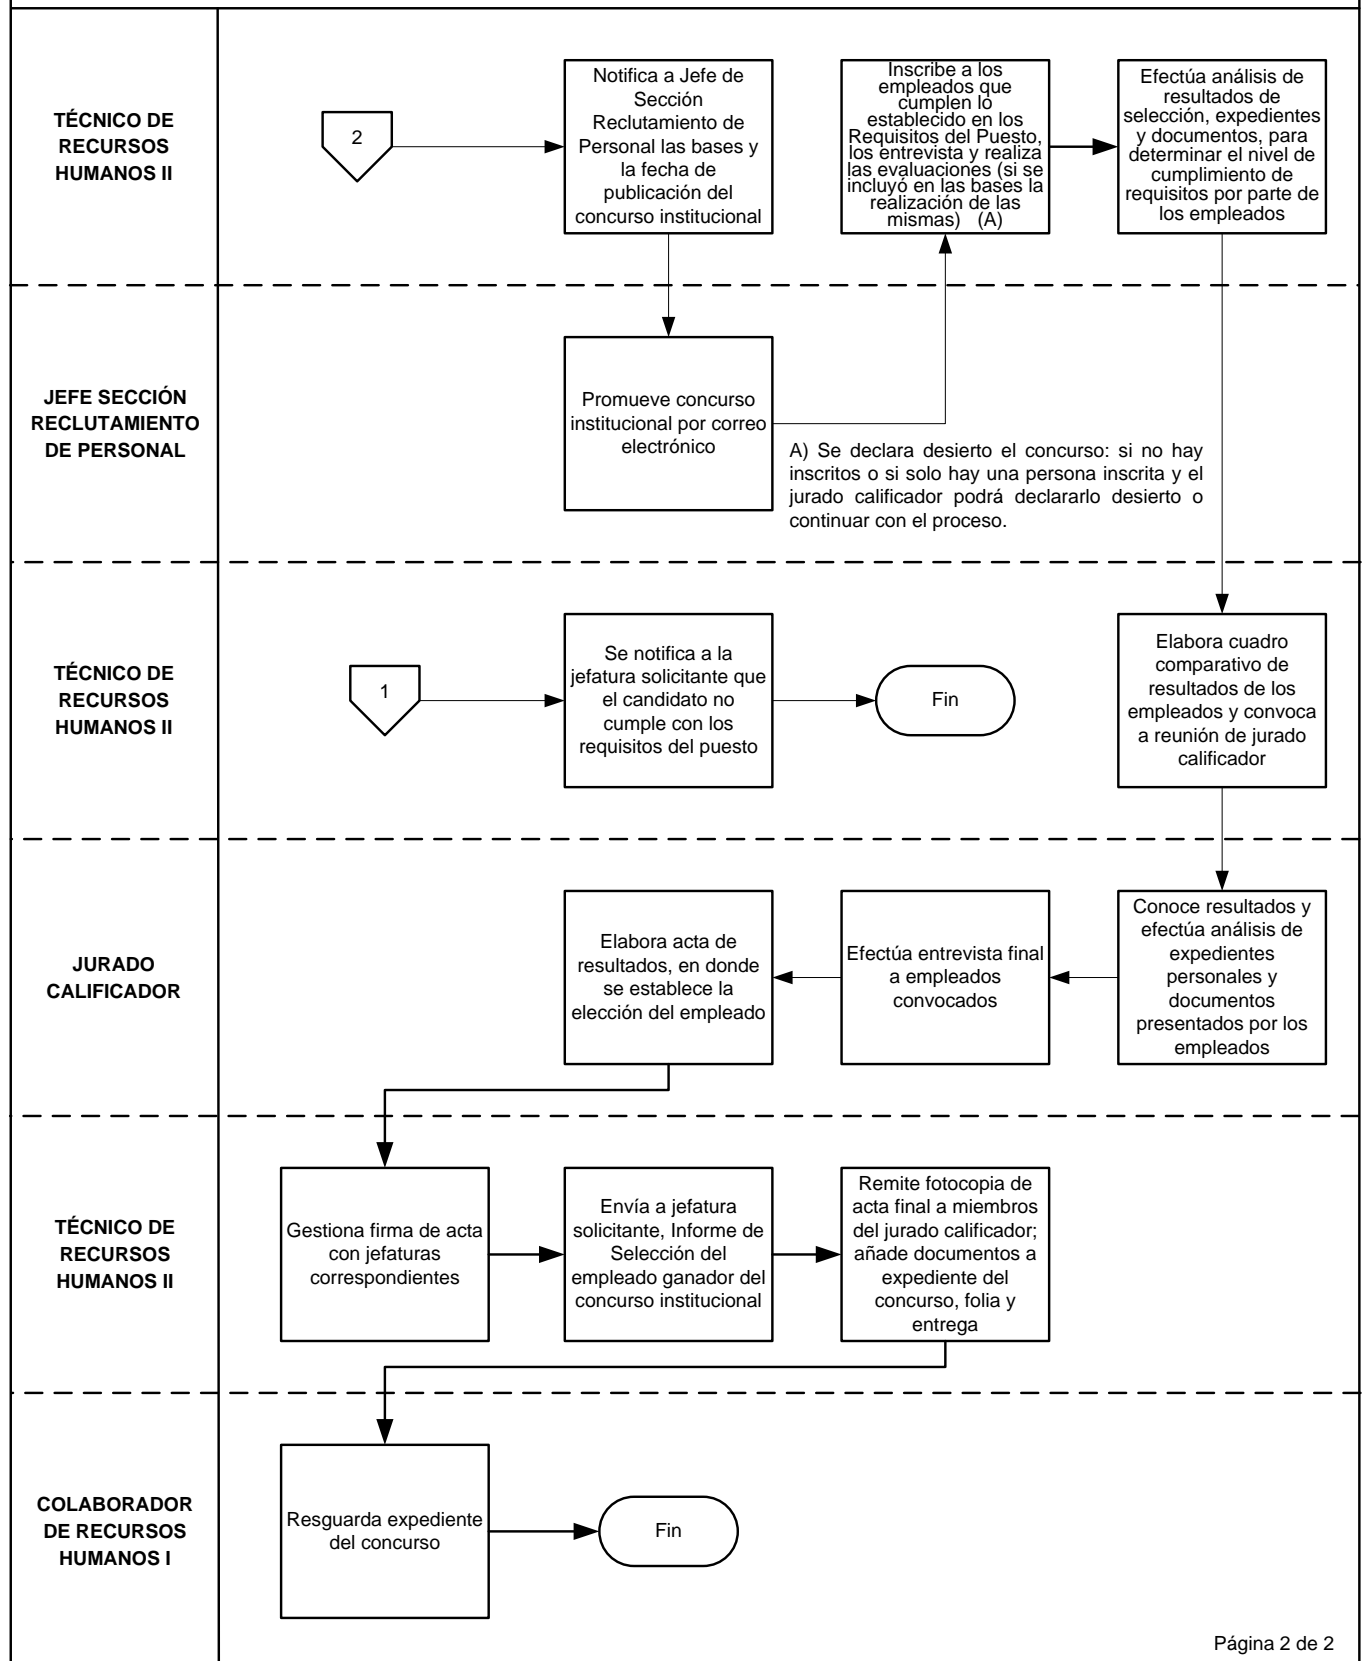 TÉCNICO DE
RECURSOS
HUMANOS II
2
Notifica a Jefe de
Sección
Reclutamiento de
Personal las bases y
la fecha de
publicación del
concurso institucional
Inscribe a los
empleados que
cumplen lo
establecido en los
Requisitos del Puesto,
los entrevista y realiza
las evaluaciones (si se
incluyó en las bases la
realización de las
mismas) (A)
Efectúa análisis de
resultados de
selección, expedientes
y documentos, para
determinar el nivel de
cumplimiento de
requisitos por parte de
los empleados
JEFE SECCIÓN
RECLUTAMIENTO
DE PERSONAL
Promueve concurso
institucional por correo
electrónico
A) Se declara desierto el concurso: si no hay
inscritos o si solo hay una persona inscrita y el
jurado calificador podrá declararlo desierto o
continuar con el proceso.
TÉCNICO DE
RECURSOS
HUMANOS II
1
Se notifica a la
jefatura solicitante que
el candidato no
cumple con los
requisitos del puesto
Fin
Elabora cuadro
comparativo de
resultados de los
empleados y convoca
a reunión de jurado
calificador
JURADO
CALIFICADOR
Elabora acta de
resultados, en donde
se establece la
elección del empleado
Efectúa entrevista final
a empleados
convocados
Conoce resultados y
efectúa análisis de
expedientes
personales y
documentos
presentados por los
empleados
TÉCNICO DE
RECURSOS
HUMANOS II
Gestiona firma de acta
con jefaturas
correspondientes
Envía a jefatura
solicitante, Informe de
Selección del
empleado ganador del
concurso institucional
Remite fotocopia de
acta final a miembros
del jurado calificador;
añade documentos a
expediente del
concurso, folia y
entrega
COLABORADOR
DE RECURSOS
HUMANOS I
Resguarda expediente
del concurso
Fin
Página 2 de 2